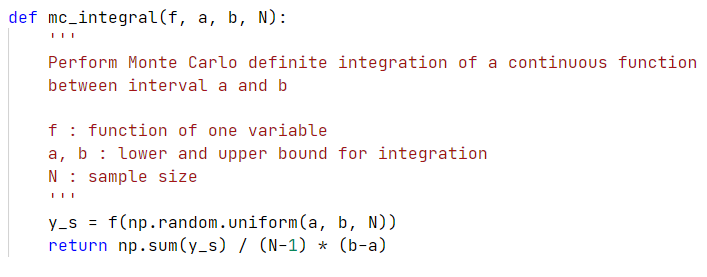 def mc_integral(f, a, b, N):
    '''
    Perform Monte Carlo definite integration of a continuous function
    between interval a and b

    f : function of one variable
    a, b : lower and upper bound for integration
    N : sample size
    '''
    y_s = f(np.random.uniform(a, b, N))
    return np.sum(y_s) / (N-1) * (b-a)